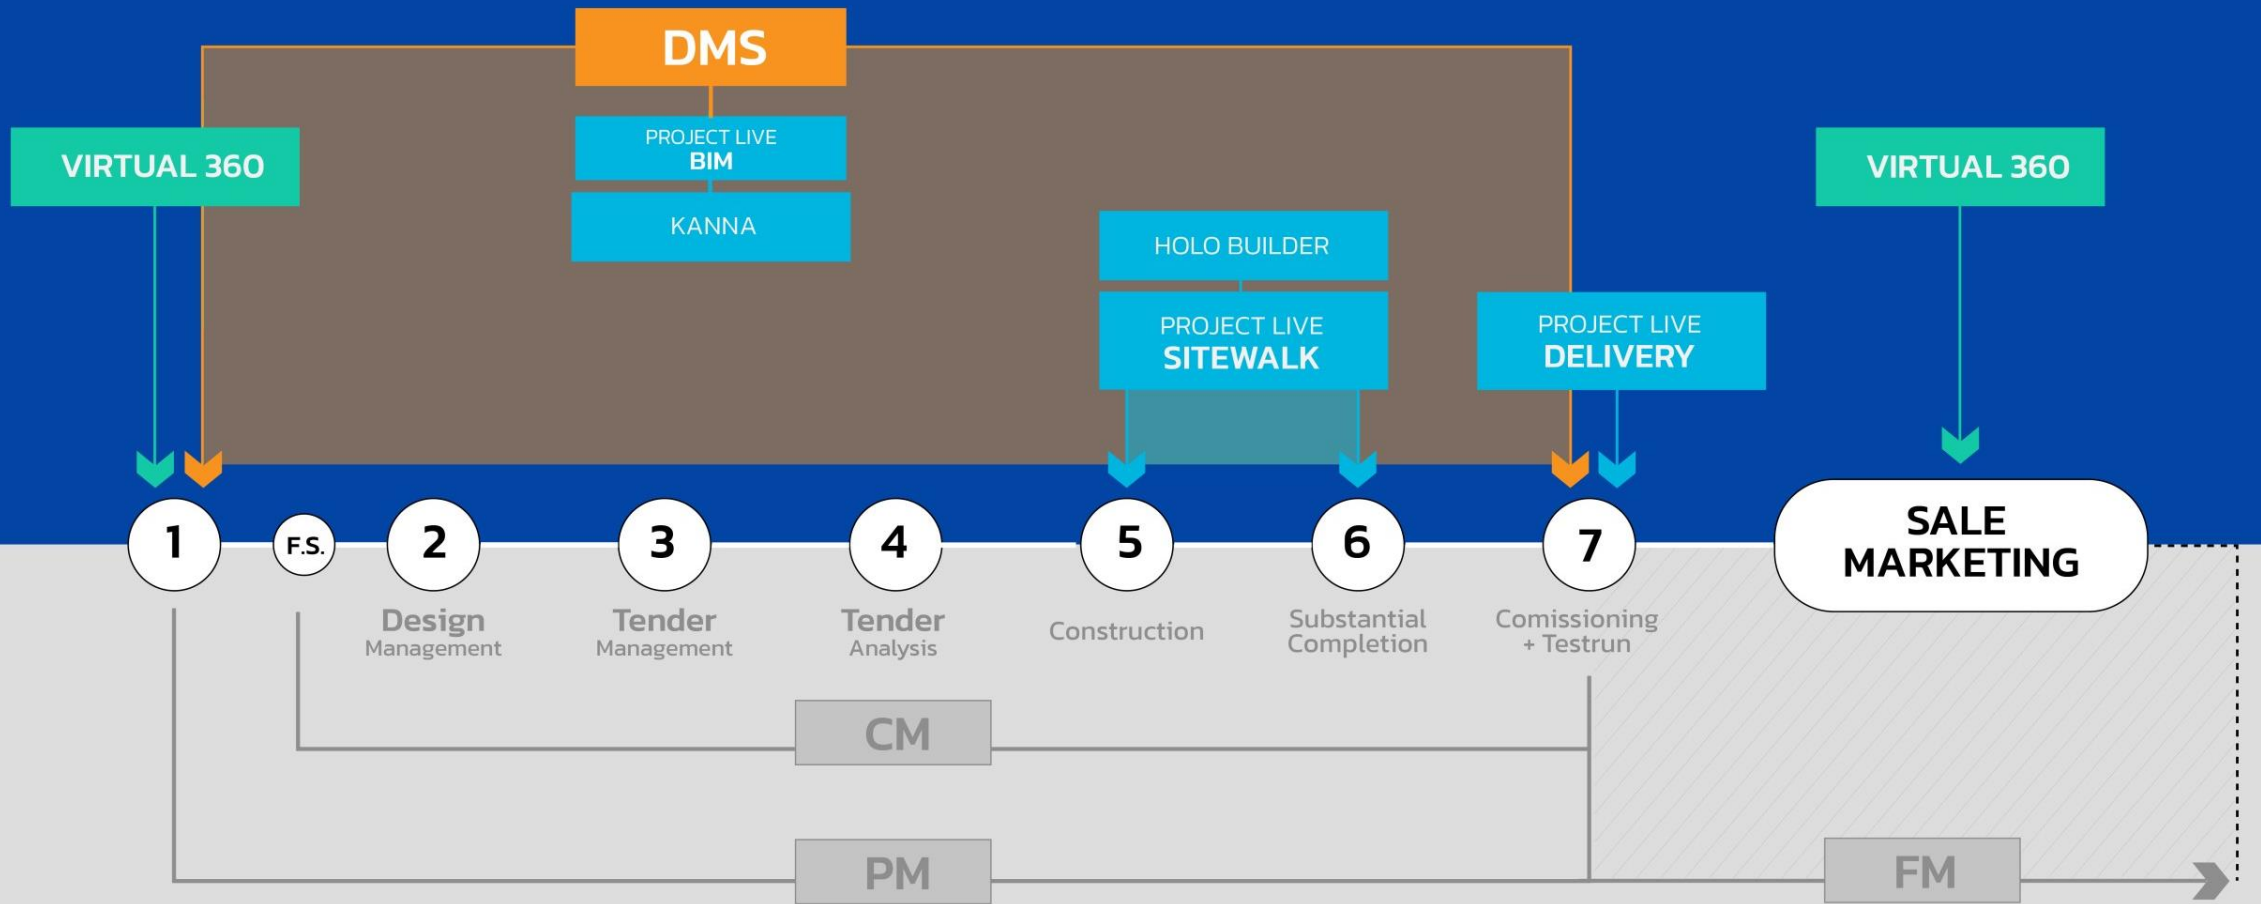 DMS
VIRTUAL 360
PROJECT LIVE
BIM
KANNA
HOLO BUILDER
PROJECT LIVE
SITEWALK
PROJECT LIVE
DELIVERY
VIRTUAL 360
1
F.S.
2
3
4
5
6
7
SALE
MARKETING
Design
Management
Tender
Management
Tender
Analysis
Construction
Substantial
Completion
Comissioning
+ Testrun
CM
PM
FM